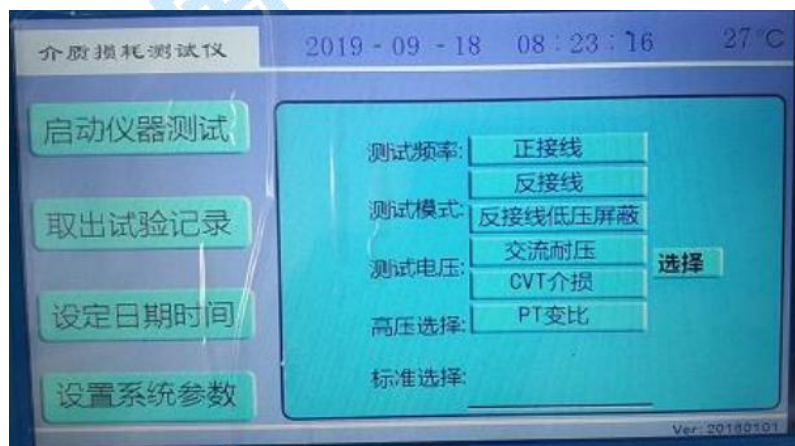 介质损耗测试仪
2019-09-18 08:23:16 27℃
启动仪器测试
取出试验记录
设定日期时间
设置系统参数
测试频率:
正接线
反接线
测试模式:
反接线低压屏蔽
交流耐压
测试电压:
选择
CVT介损
高压选择:
PT变比
标准选择:
Ver:20180101